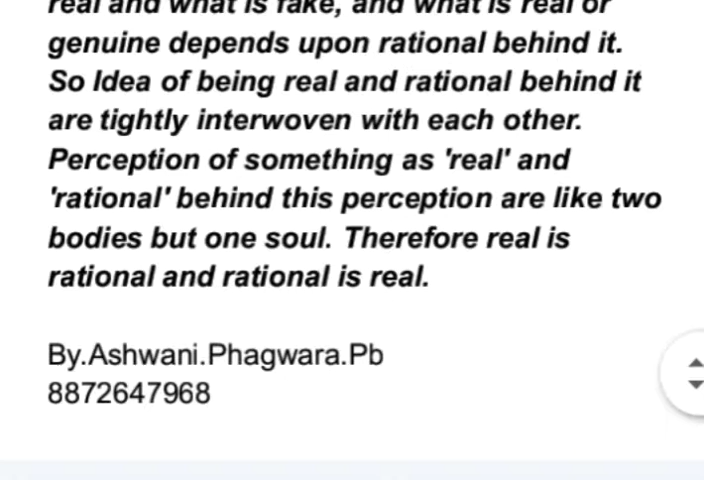 real and what is fake, and what is real or
genuine depends upon rational behind it.
So Idea of being real and rational behind it
are tightly interwoven with each other.
Perception of something as 'real' and
'rational' behind this perception are like two
bodies but one soul. Therefore real is
rational and rational is real.
By.Ashwani.Phagwara.Pb
8872647968